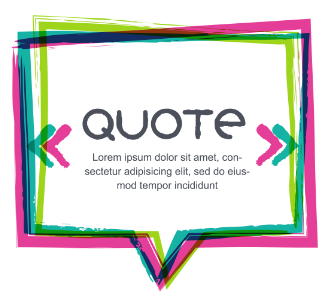 QUOTE
Lorem ipsum dolor sit amet, con-
sectetur adipisicing elit, sed do eius-
mod tempor incididunt